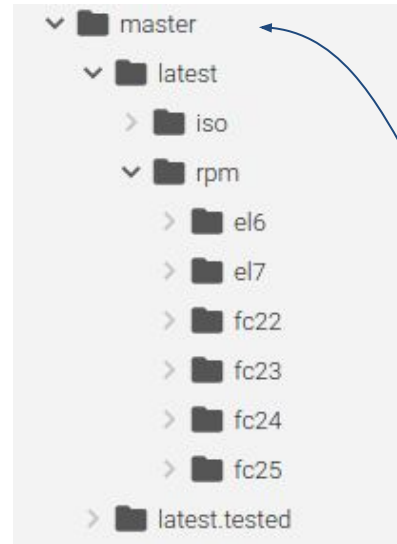 master
latest
iso
rpm
el6
el7
fc22
fc23
fc24
fc25
latest.tested